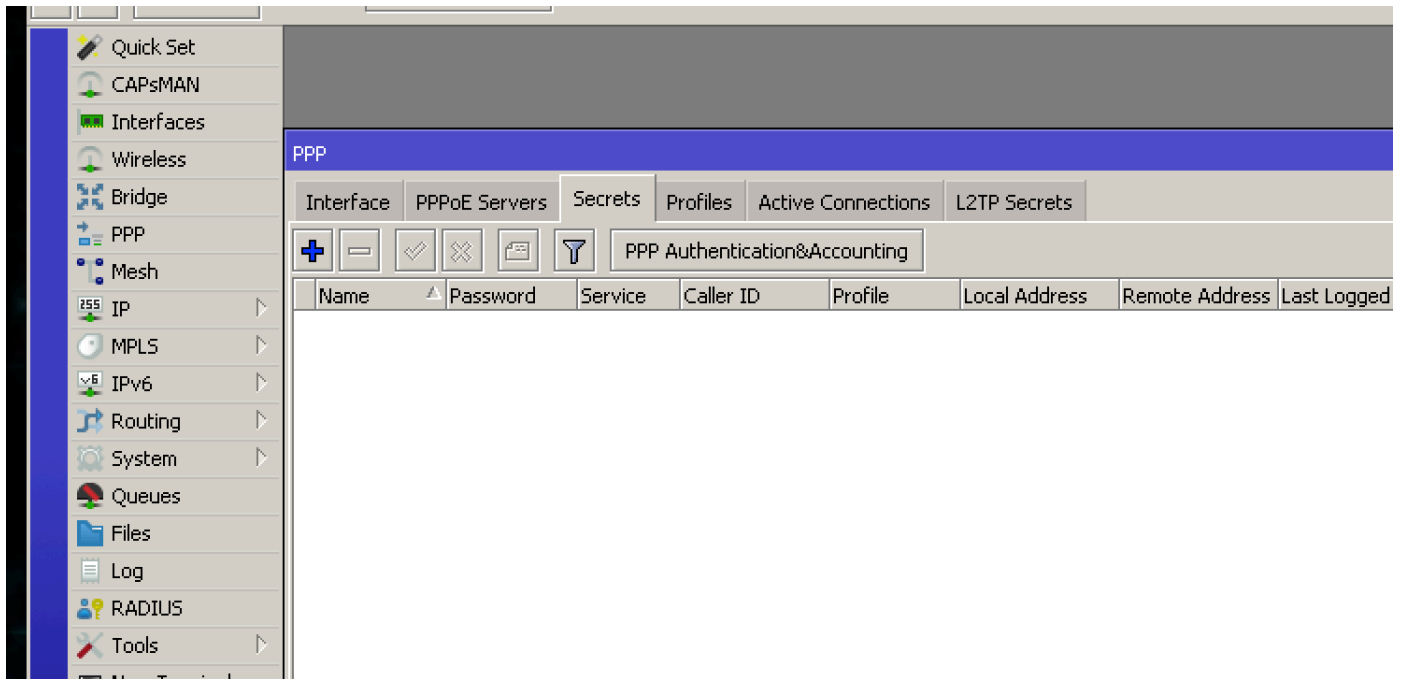 Quick Set
CAPsMAN
Interfaces
Wireless
Bridge
PPP
Mesh
255 IP
MPLS
v6 IPv6
Routing
System
Queues
Files
Log
RADIUS
Tools
PPP
Interface PPPoE Servers Secrets Profiles Active Connections L2TP Secrets
PPP Authentication&Accounting
Name Password Service Caller ID Profile Local Address Remote Address Last Logged